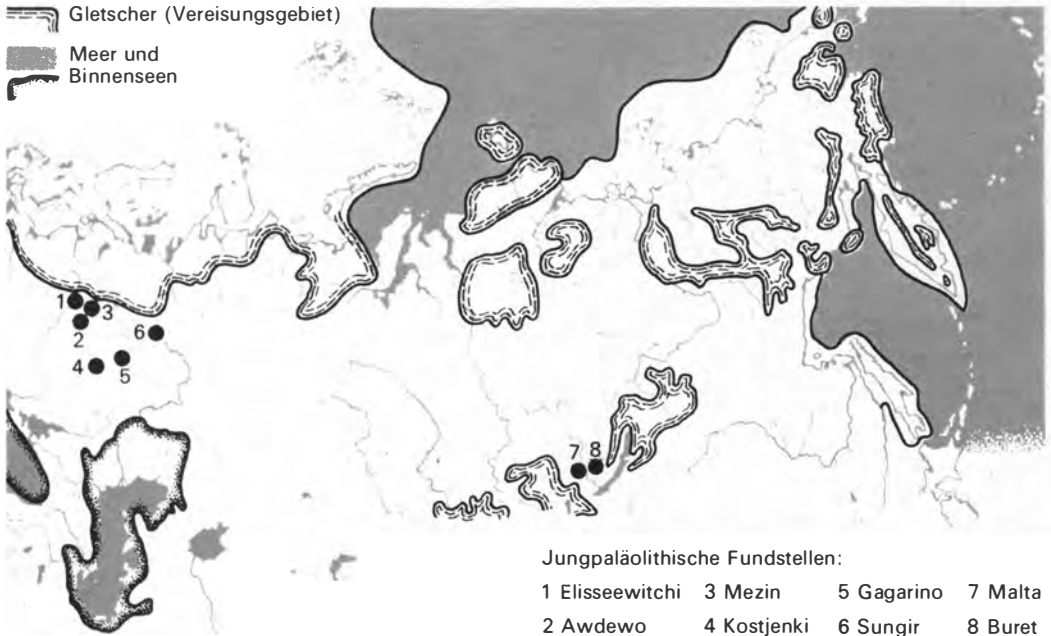 Gletscher (Vereisungsgebiet)
Meer und
Binnenseen
1
3
2
6
4
5
7 8
Jungpaläolithische Fundstellen:
1 Elisseewitchi 3 Mezin 5 Gagarino 7 Malta
2 Awdewo 4 Kostjenki 6 Sungir 8 Buret